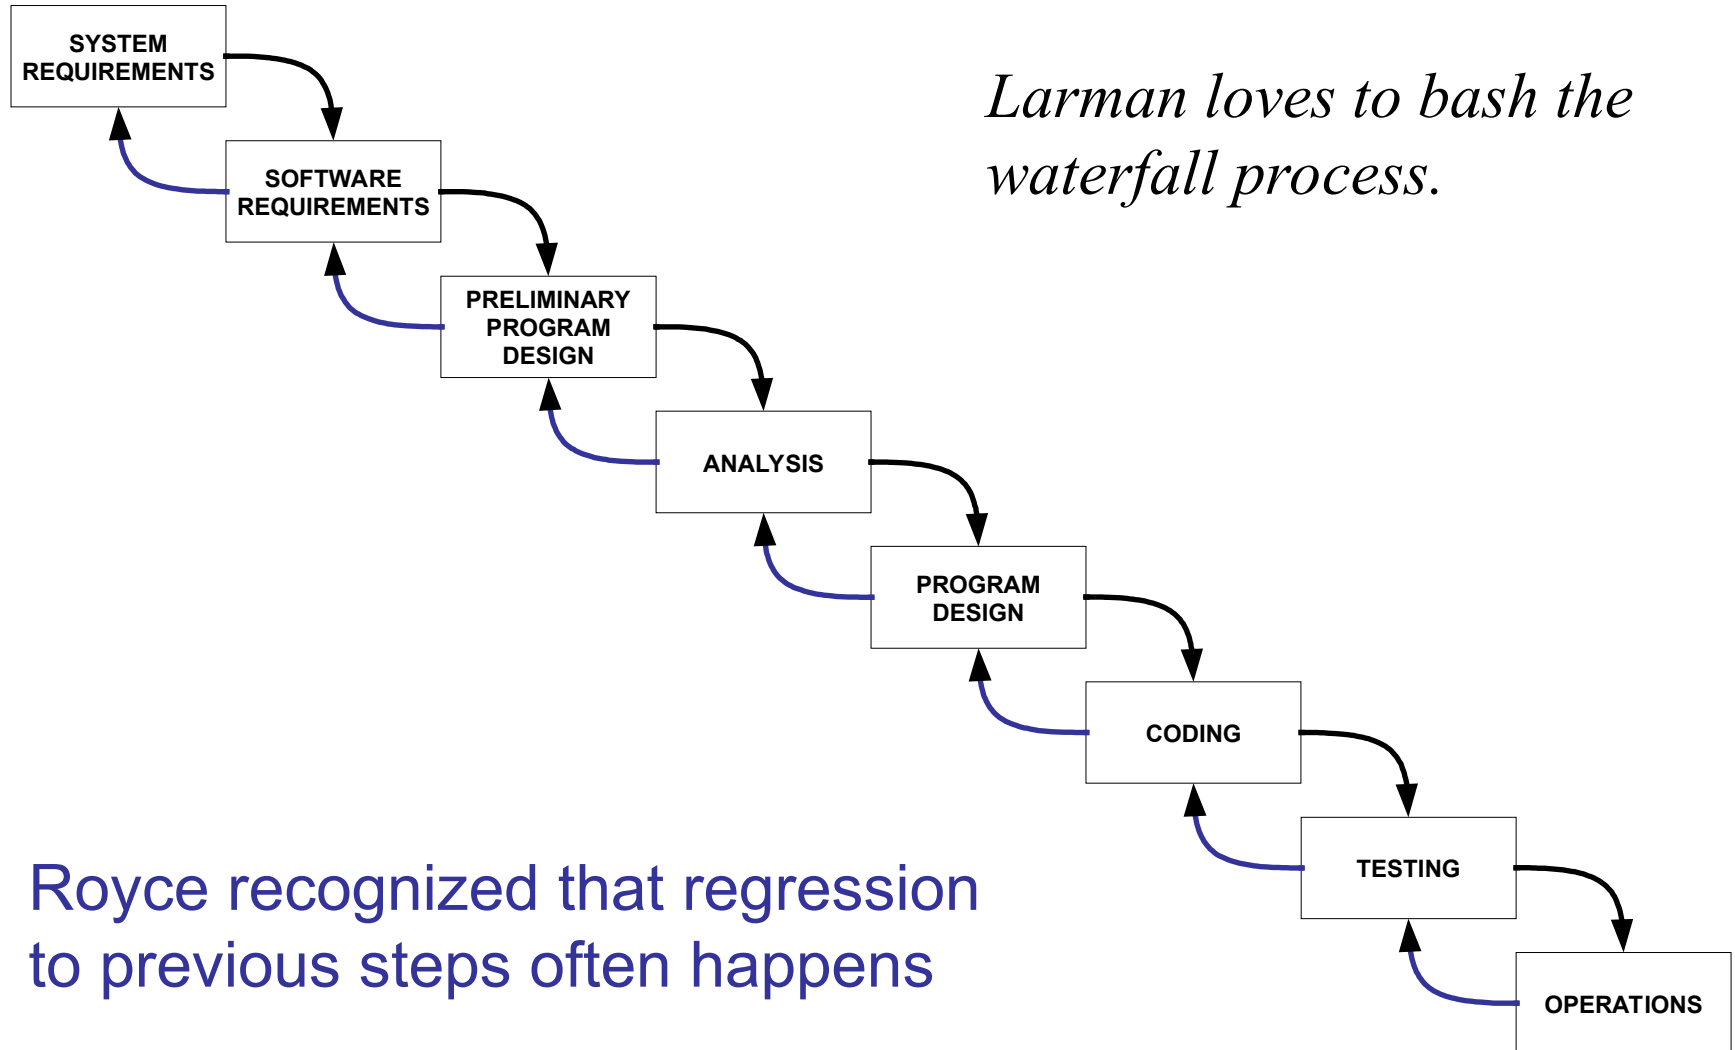 SYSTEM
REQUIREMENTS
Larman loves to bash the
waterfall process.
SOFTWARE
REQUIREMENTS
PRELIMINARY
PROGRAM
DESIGN
ANALYSIS
PROGRAM
DESIGN
CODING
TESTING
Royce recognized that regression
to previous steps often happens
OPERATIONS